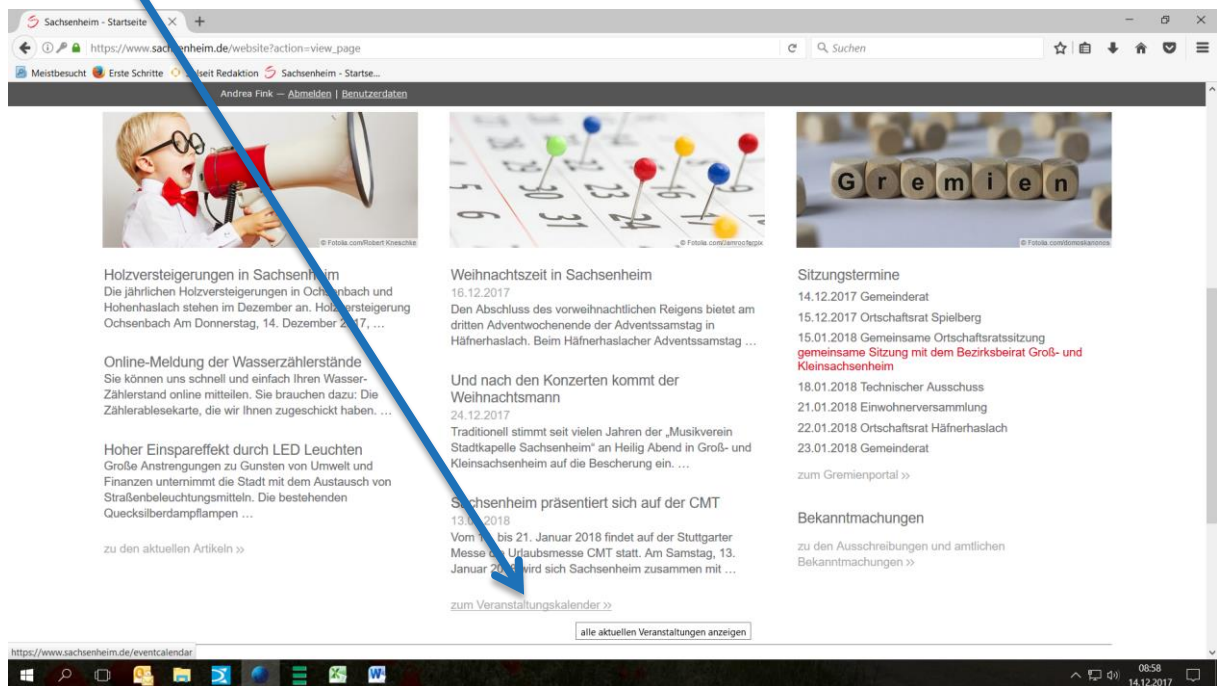 Sachsenheim - Startseite
https://www.sachsenheim.de/website?action=view_page
Suchen
Meistbesucht Erste Schritte Redaktion Sachsenheim - Startse...
Andrea Fink — Abmelden | Benutzerdaten
© Fotolia.com/Robert Kneschke
Gremien
Holzversteigerungen in Sachsenheim
Die jährlichen Holzversteigerungen in Ochsenbach und
Hohenhaslach stehen im Dezember an. Holzversteigerung
Ochsenbach Am Donnerstag, 14. Dezember 2017, …
Online-Meldung der Wasserzählerstände
Sie können uns schnell und einfach Ihren Wasser-
Zählerstand online mitteilen. Sie brauchen dazu: Die
Zählerablesekarte, die wir Ihnen zugeschickt haben. …
Hoher Einspareffekt durch LED Leuchten
Große Anstrengungen zu Gunsten von Umwelt und
Finanzen unternimmt die Stadt mit dem Austausch von
Straßenbeleuchtungsmitteln. Die bestehenden
Quecksilberdampflampen …
zu den aktuellen Artikeln »
Weihnachtszeit in Sachsenheim
16.12.2017
Den Abschluss des vorweihnachtlichen Reigens bietet am
dritten Adventwochenende der Adventssamstag in
Häfnerhaslach. Beim Häfnerhaslacher Adventssamstag …
Und nach den Konzerten kommt der
Weihnachtsmann
24.12.2017
Traditionell stimmt seit vielen Jahren der „Musikverein
Stadtkapelle Sachsenheim“ an Heilig Abend in Groß- und
Kleinsachsenheim auf die Bescherung ein. …
Sachsenheim präsentiert sich auf der CMT
13.01.2018
Vom bis 21. Januar 2018 findet auf der Stuttgarter
Messe die Urlaubsmesse CMT statt. Am Samstag, 13.
Januar 2018 wird sich Sachsenheim zusammen mit …
zum Veranstaltungskalender »
alle aktuellen Veranstaltungen anzeigen
Sitzungstermine
14.12.2017 Gemeinderat
15.12.2017 Ortschaftsrat Spielberg
15.01.2018 Gemeinsame Ortschaftsratssitzung
gemeinsame Sitzung mit dem Bezirksbeirat Groß- und
Kleinsachsenheim
18.01.2018 Technischer Ausschuss
21.01.2018 Einwohnerversammlung
22.01.2018 Ortschaftsrat Häfnerhaslach
23.01.2018 Gemeinderat
zum Gremienportal »
Bekanntmachungen
zu den Ausschreibungen und amtlichen
Bekanntmachungen »
https://www.sachsenheim.de/eventcalendar
08:58
14.12.2017